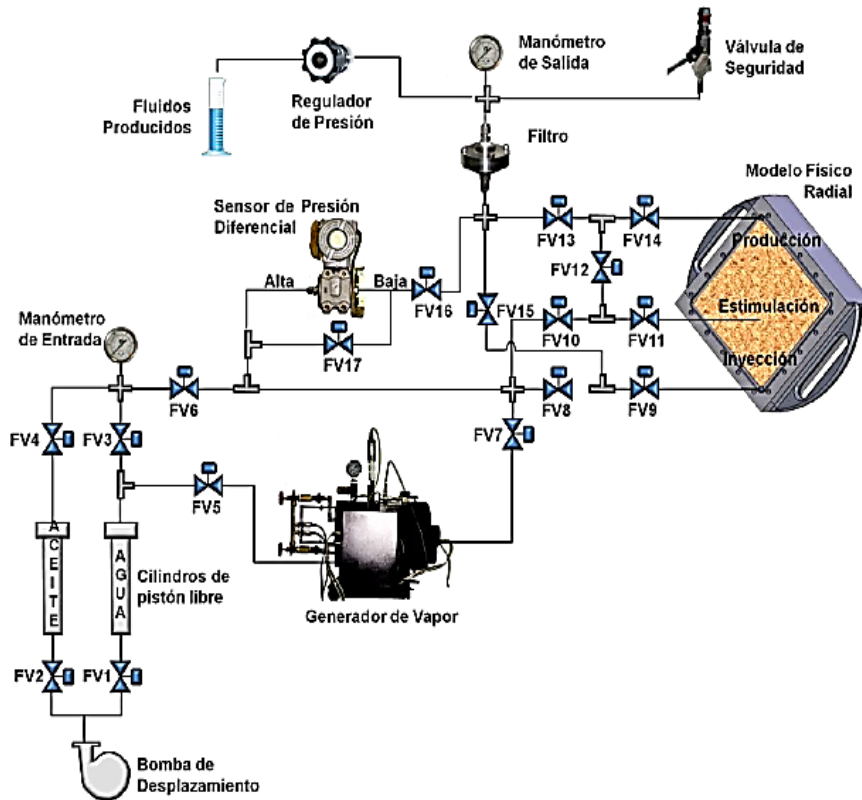 Manómetro
de Salida
Válvula de
Seguridad
Fluidos
Producidos
Regulador
de Presión
Filtro
Modelo Físico
Radial
Sensor de Presión
Diferencial
FV13
FV14
Producción
FV12
Alta
Baja
FV16
FV15
Estimulación
Manómetro
de Entrada
FV10
FV11
FV17
Inyección
FV6
FV8
FV9
FV4
FV3
FV7
FV5
ACEITE
AGUA
Cilindros de
pistón libre
Generador de Vapor
FV2
FV1
Bomba de
Desplazamiento